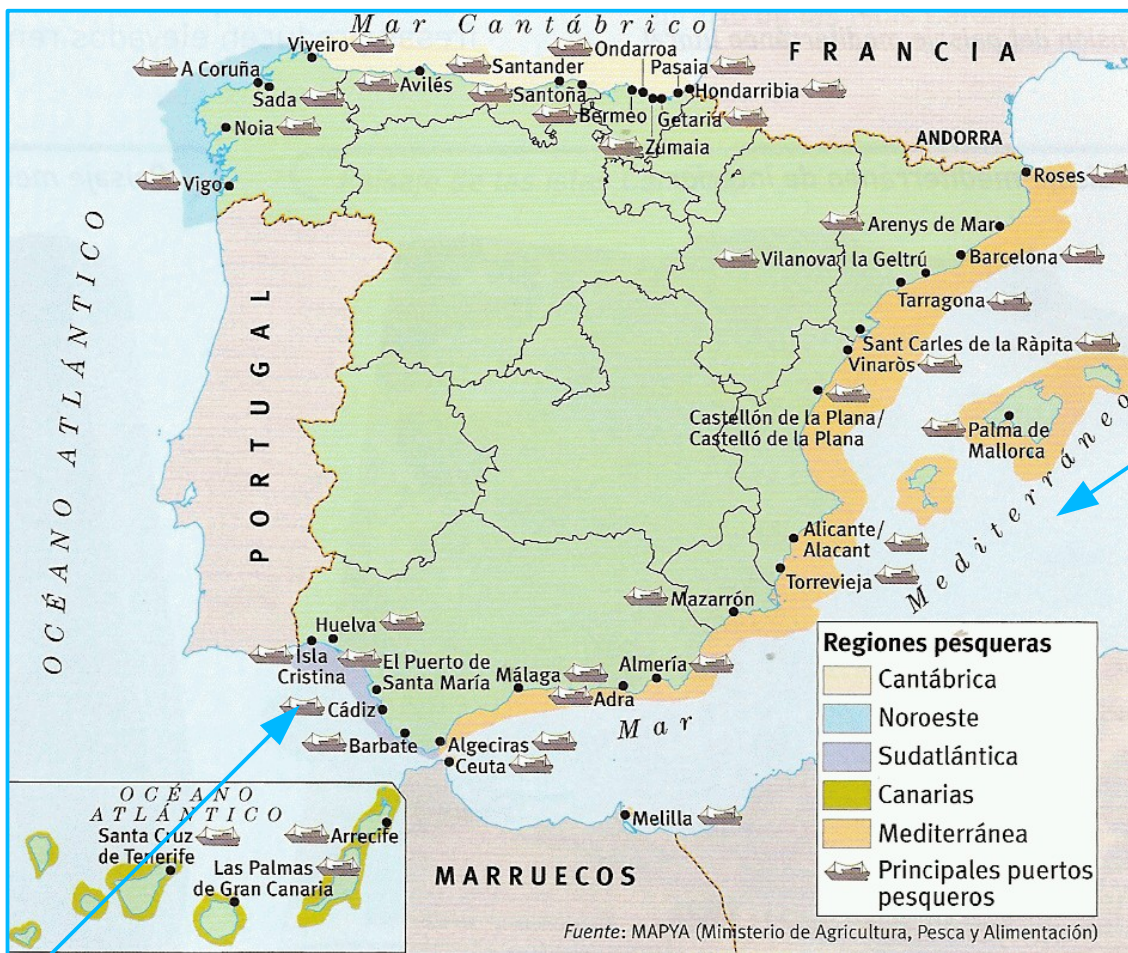 Mar Cantábrico
FRANCIA
Viveiro
Ondarroa
A Coruña
Santander
Pasaia
Avilés
Sada
Santoña
Hondarribia
Bermeo
Getaria
Noia
Zumaia
ANDORRA
Vigo
Roses
OCÉANO ATLÁNTICO
PORTUGAL
Arenys de Mar
Vilanova i la Geltrú
Barcelona
Tarragona
Sant Carles de la Ràpita
Vinaròs
Castellón de la Plana/
Castelló de la Plana
Palma de
Mallorca
Mar Mediterráneo
Alicante/
Alacant
Torrevieja
Mazarrón
Huelva
Isla
Cristina
El Puerto de
Santa María
Málaga
Almería
Adra
Cádiz
Barbate
Algeciras
Ceuta
Melilla
MARRUECOS
OCÉANO
ATLÁNTICO
Santa Cruz
de Tenerife
Arrecife
Las Palmas
de Gran Canaria
Regiones pesqueras
Cantábrica
Noroeste
Sudatlántica
Canarias
Mediterránea
Principales puertos
pesqueros
Fuente: MAPYA (Ministerio de Agricultura, Pesca y Alimentación)